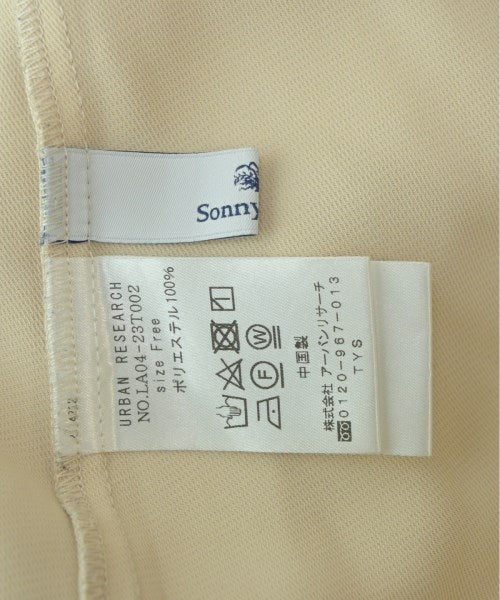 Sonny
URBAN RESEARCH
NO.LA04-23T002
size Free
ポリエステル100%
中国製
株式会社 アーバンリサーチ
0120-967-013
TYS